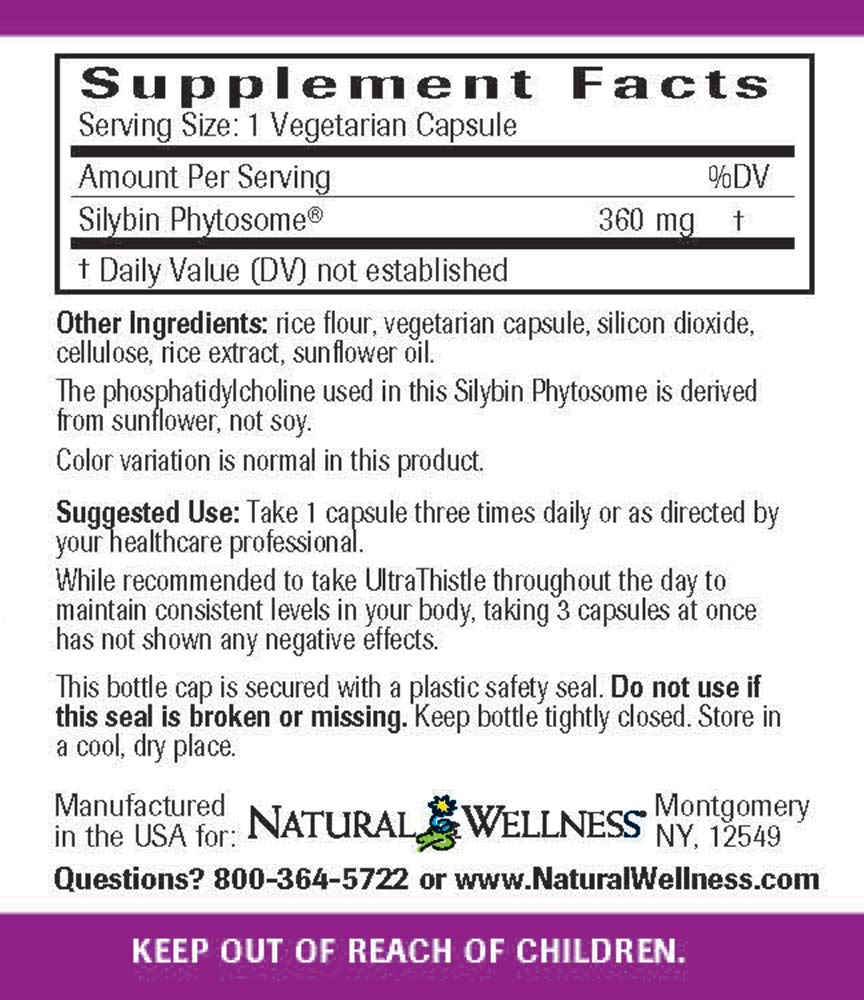 Supplement Facts
Serving Size: 1 Vegetarian Capsule
Amount Per Serving %DV
Silybin Phytosome® 360 mg †
† Daily Value (DV) not established
Other Ingredients: rice flour, vegetarian capsule, silicon dioxide,
cellulose, rice extract, sunflower oil.
The phosphatidylcholine used in this Silybin Phytosome is derived
from sunflower, not soy.
Color variation is normal in this product.
Suggested Use: Take 1 capsule three times daily or as directed by
your healthcare professional.
While recommended to take UltraThistle throughout the day to
maintain consistent levels in your body, taking 3 capsules at once
has not shown any negative effects.
This bottle cap is secured with a plastic safety seal. Do not use if
this seal is broken or missing. Keep bottle tightly closed. Store in
a cool, dry place.
Manufactured
in the USA for:
NATURAL WELLNESS
Montgomery
NY, 12549
Questions? 800-364-5722 or www.NaturalWellness.com
KEEP OUT OF REACH OF CHILDREN.